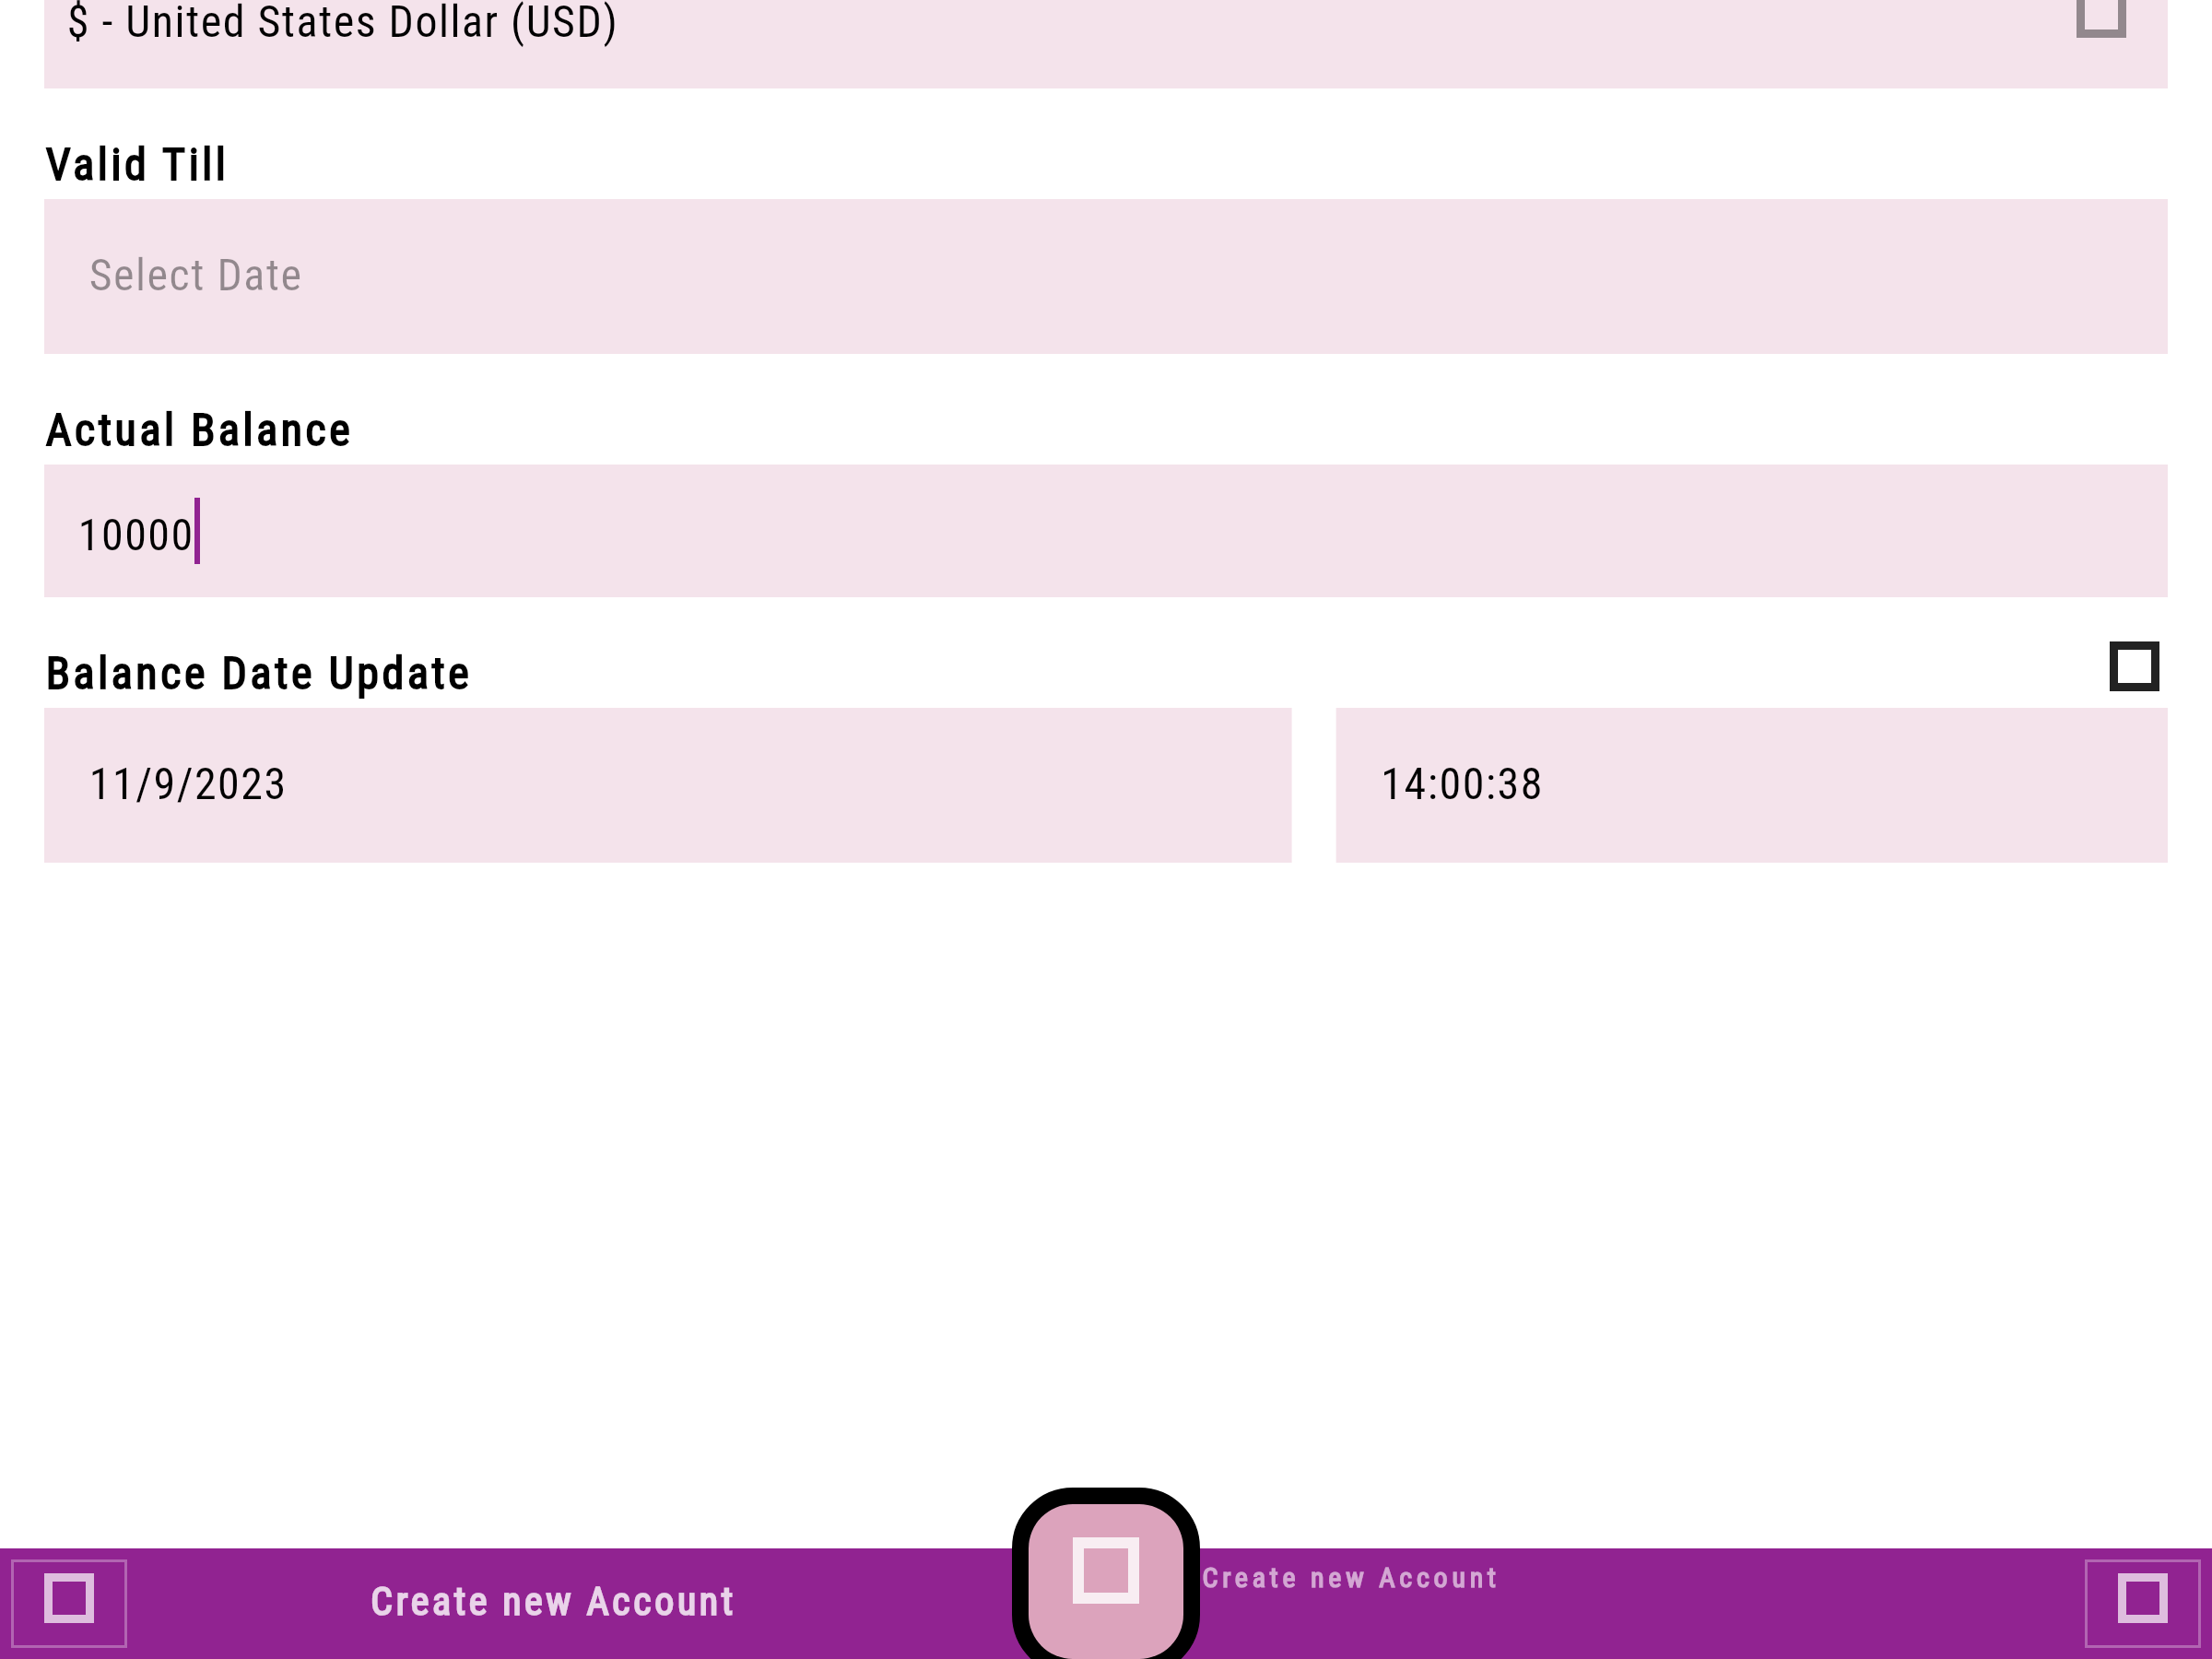 $ - United States Dollar (USD)
Valid Till
Select Date
Actual Balance
10000
Balance Date Update
11/9/2023
14:00:38
Create new Account
Create new Account